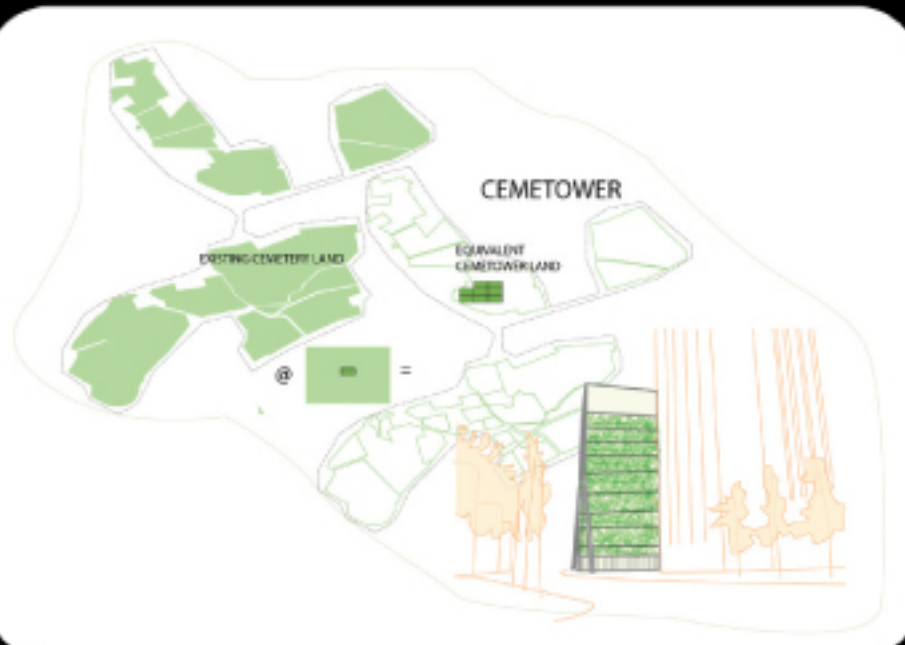 CEMETOWER
EXISTING CEMETERY LAND
EQUIVALENT
CEMETOWER LAND
@ =